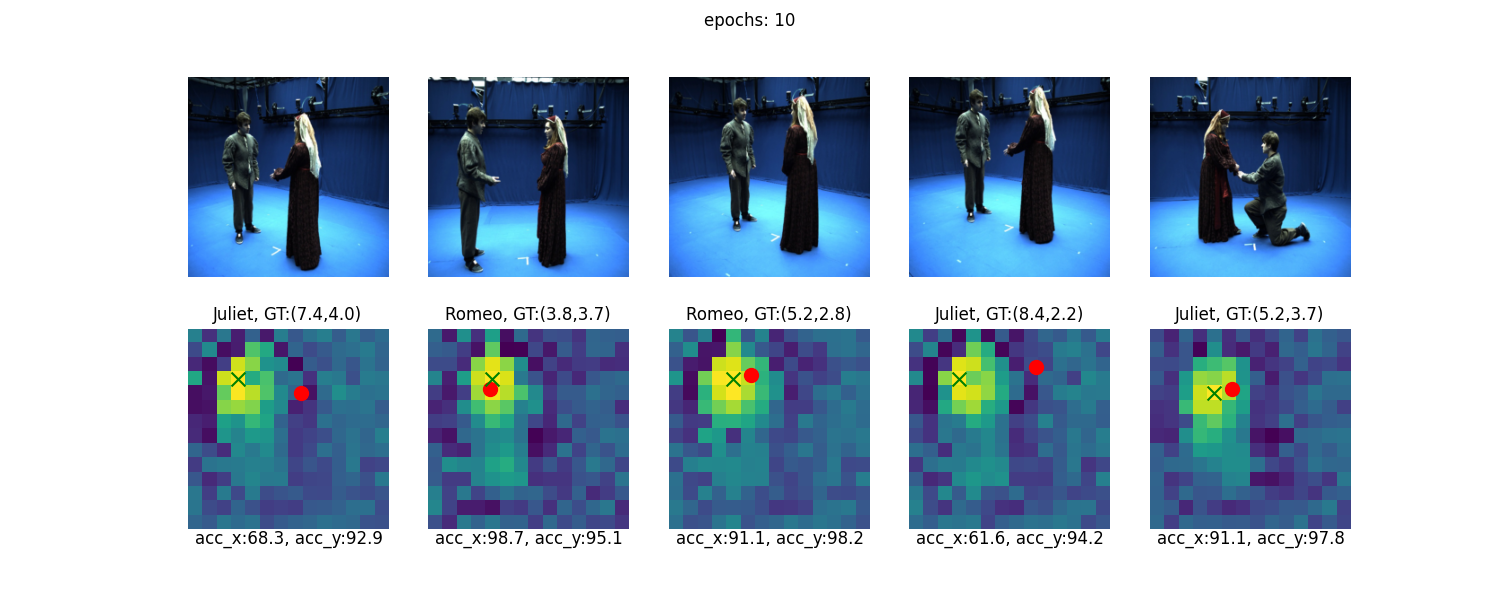 epochs: 10
Juliet, GT:(7.4,4.0)
Romeo, GT:(3.8,3.7)
Romeo, GT:(5.2,2.8)
Juliet, GT:(8.4,2.2)
Juliet, GT:(5.2,3.7)
acc_x:68.3, acc_y:92.9
acc_x:98.7, acc_y:95.1
acc_x:91.1, acc_y:98.2
acc_x:61.6, acc_y:94.2
acc_x:91.1, acc_y:97.8